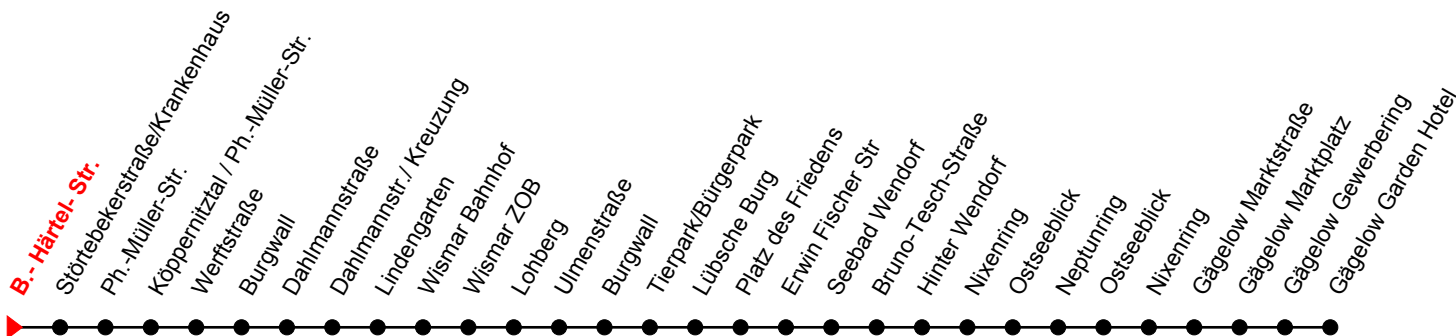 B.- Härtel- Str.
Störtebekerstraße/Krankenhaus
Ph.-Müller-Str.
Köppernitztal / Ph.-Müller-Str.
Werftstraße
Burgwall
Dahlmannstraße
Dahlmannstr./ Kreuzung
Lindengarten
Wismar Bahnhof
Wismar ZOB
Lohberg
Ulmenstraße
Burgwall
Tierpark/Bürgerpark
Lübsche Burg
Platz des Friedens
Erwin Fischer Str
Seebad Wendorf
Bruno-Tesch-Straße
Hinter Wendorf
Nixenring
Ostseeblick
Neptunring
Ostseeblick
Nixenring
Gägelow Marktstraße
Gägelow Marktplatz
Gägelow Gewerbering
Gägelow Garden Hotel